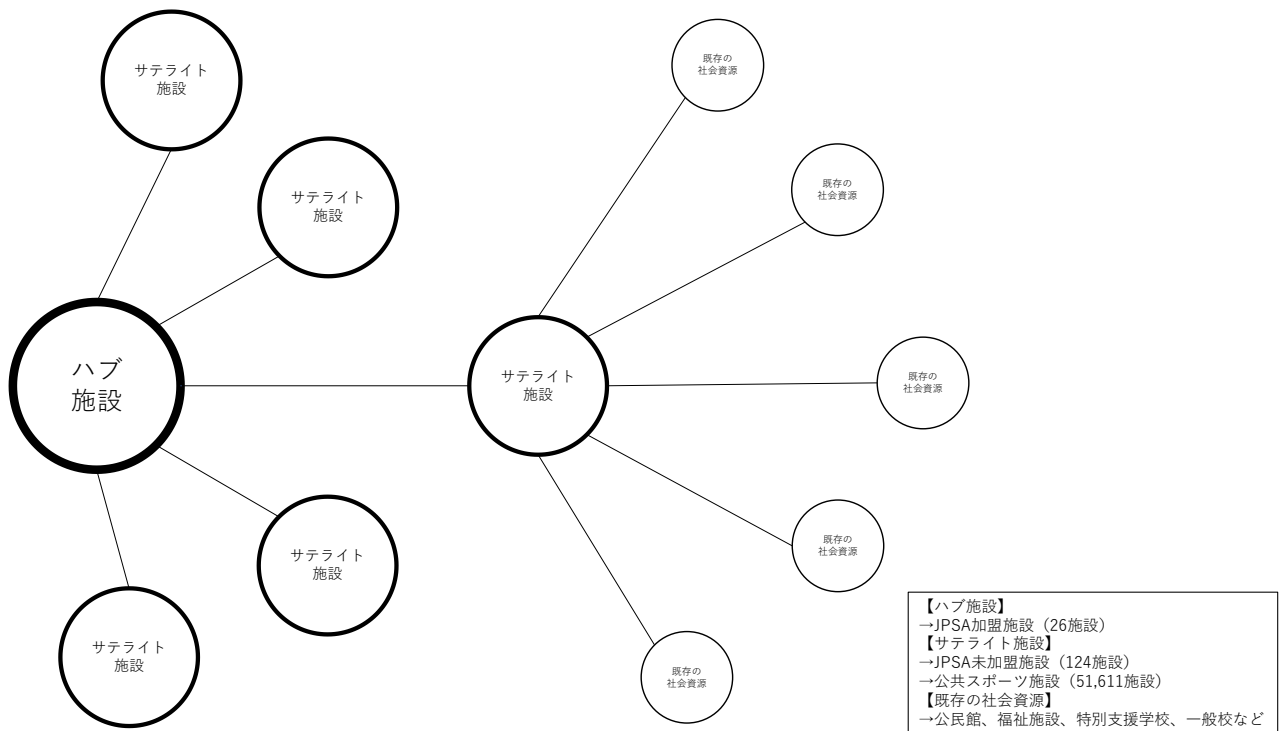 サテライト
施設
サテライト
施設
ハブ
施設
サテライト
施設
サテライト
施設
サテライト
施設
既存の
社会資源
既存の
社会資源
既存の
社会資源
既存の
社会資源
既存の
社会資源
【ハブ施設】
→JPSA加盟施設（26施設）
【サテライト施設】
→JPSA未加盟施設（124施設）
→公共スポーツ施設（51,611施設）
【既存の社会資源】
→公民館、福祉施設、特別支援学校、一般校など